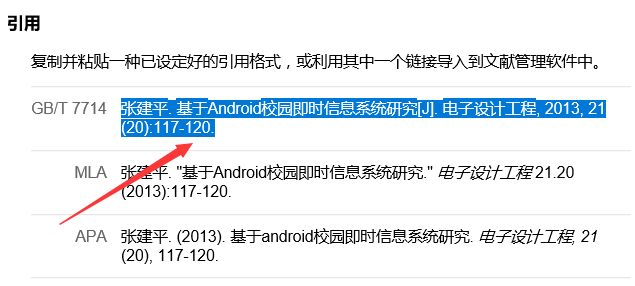 引用
复制并粘贴一种已设定好的引用格式，或利用其中一个链接导入到文献管理软件中。
GB/T 7714 张建平. 基于Android校园即时信息系统研究[J]. 电子设计工程, 2013, 21
(20):117-120.
MLA 张建平. "基于Android校园即时信息系统研究." 电子设计工程 21.20
(2013):117-120.
APA 张建平. (2013). 基于android校园即时信息系统研究. 电子设计工程, 21
(20), 117-120.